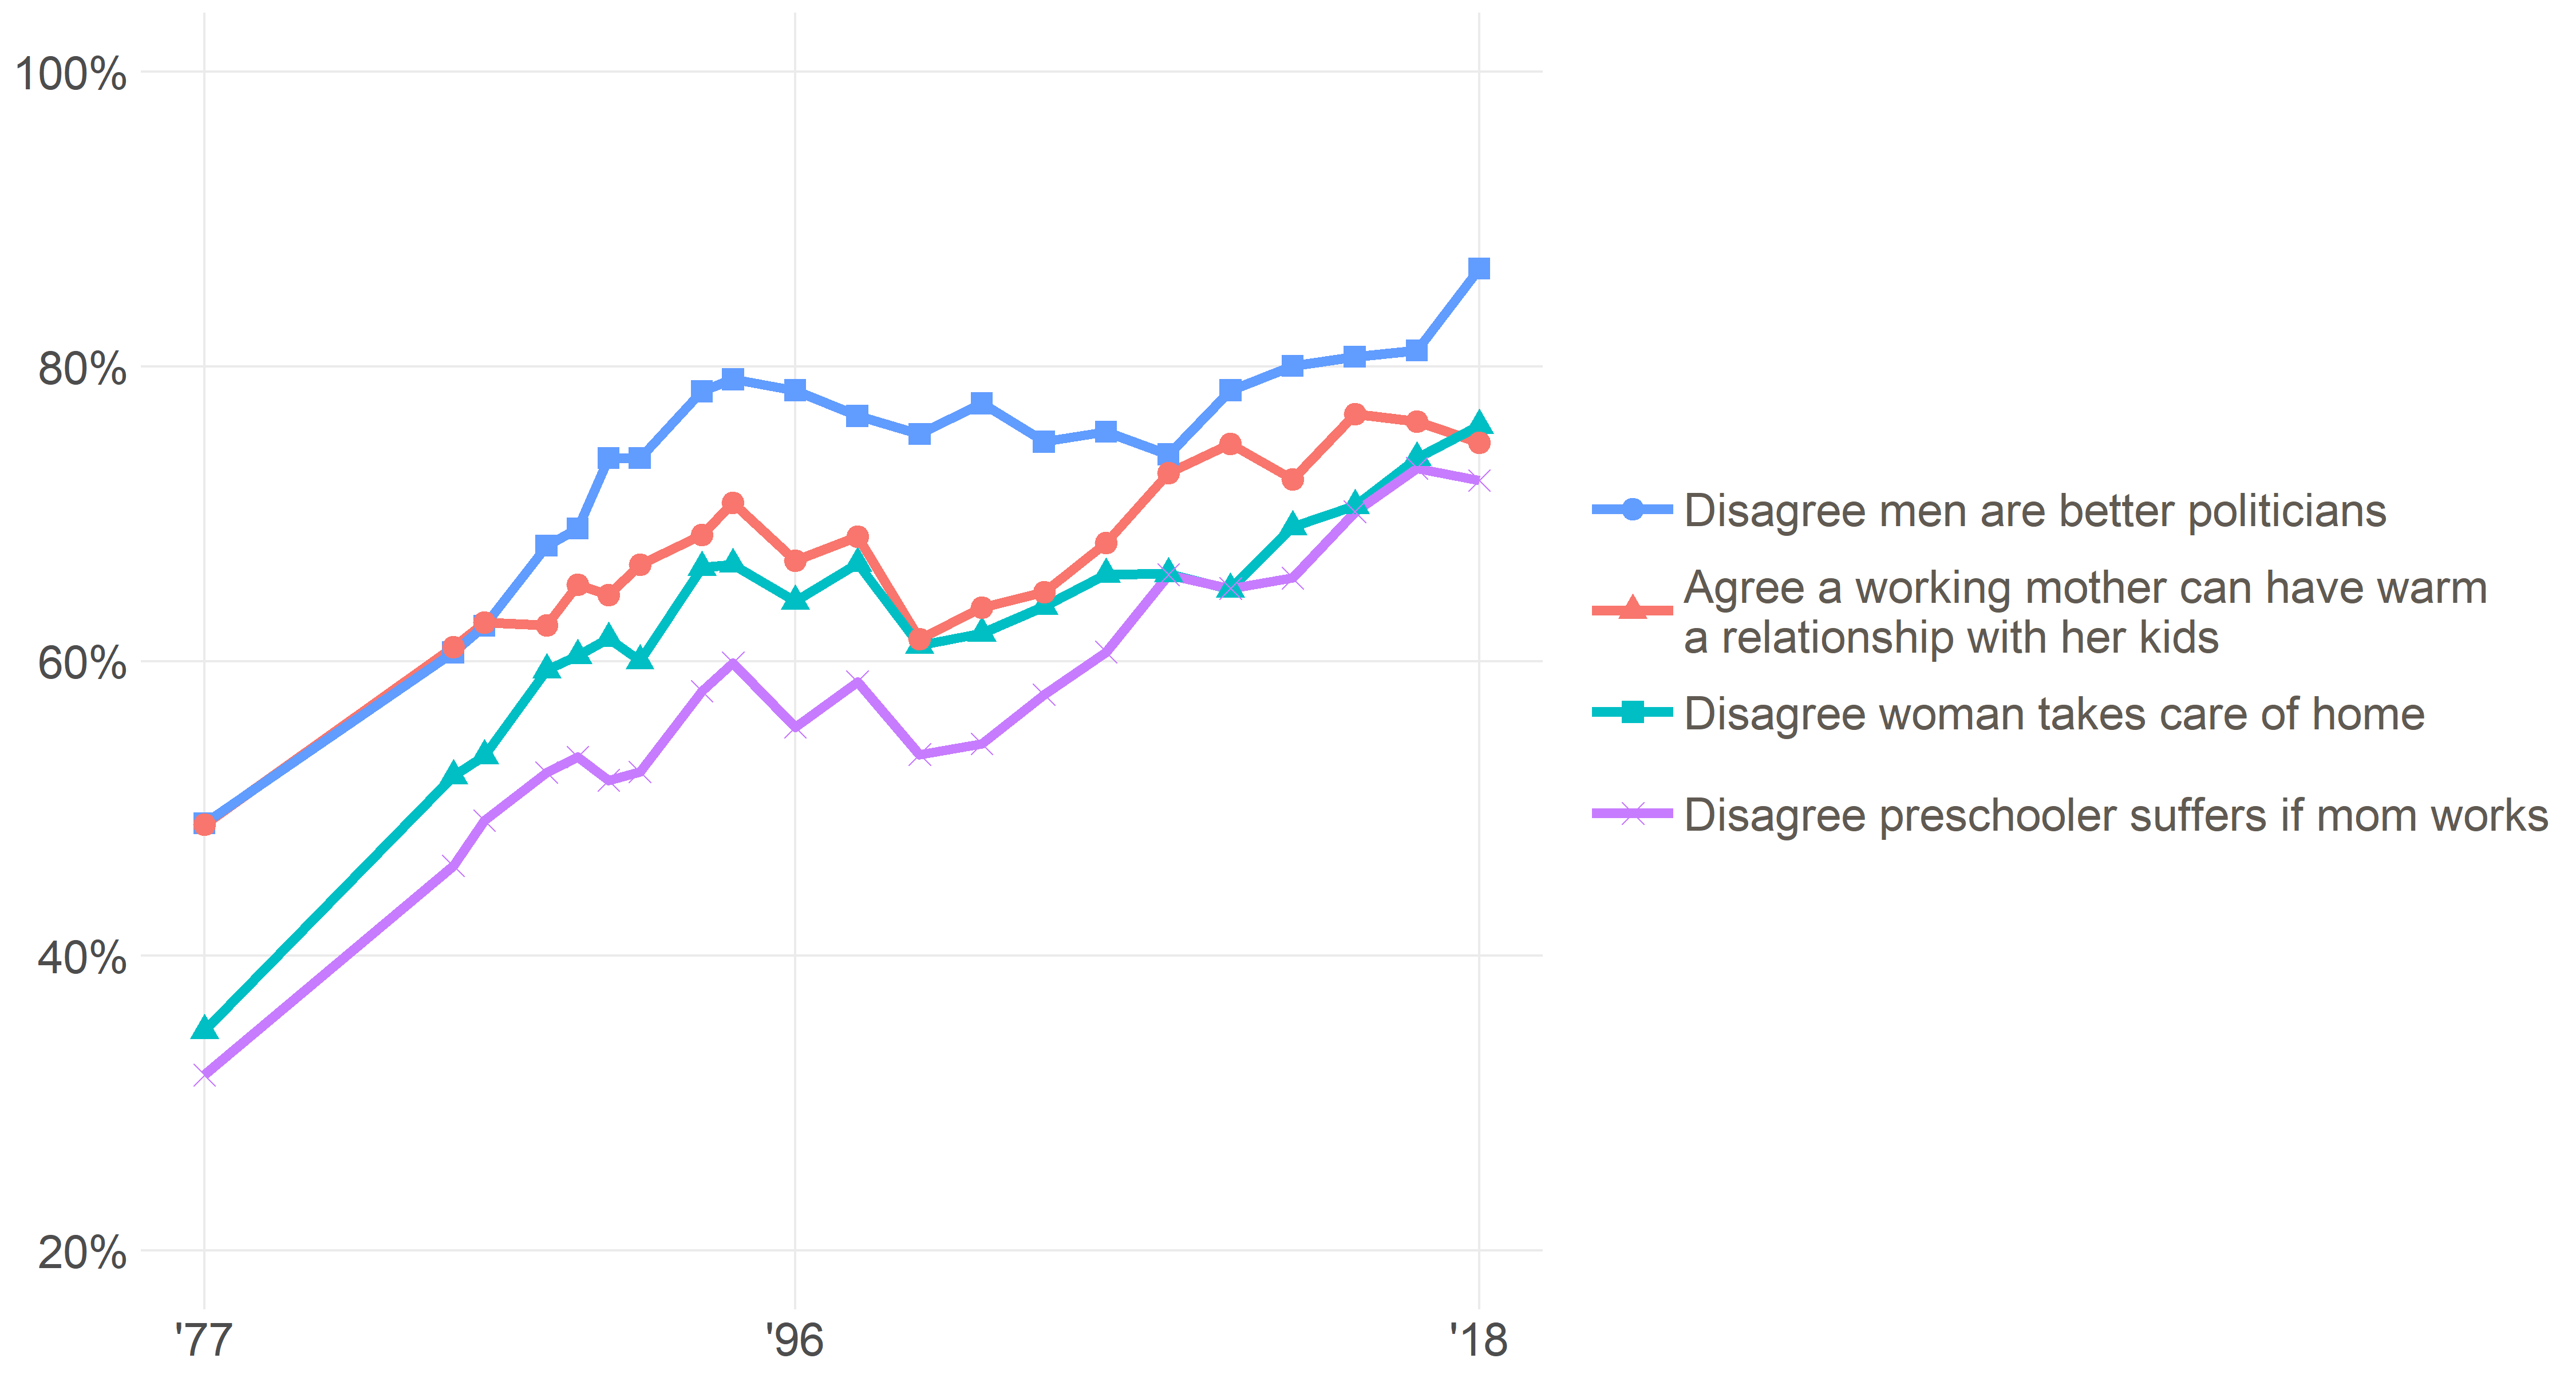 100%
80%
60%
40%
20%
'77
'96
'18
Disagree men are better politicians
Agree a working mother can have warm
a relationship with her kids
Disagree woman takes care of home
Disagree preschooler suffers if mom works